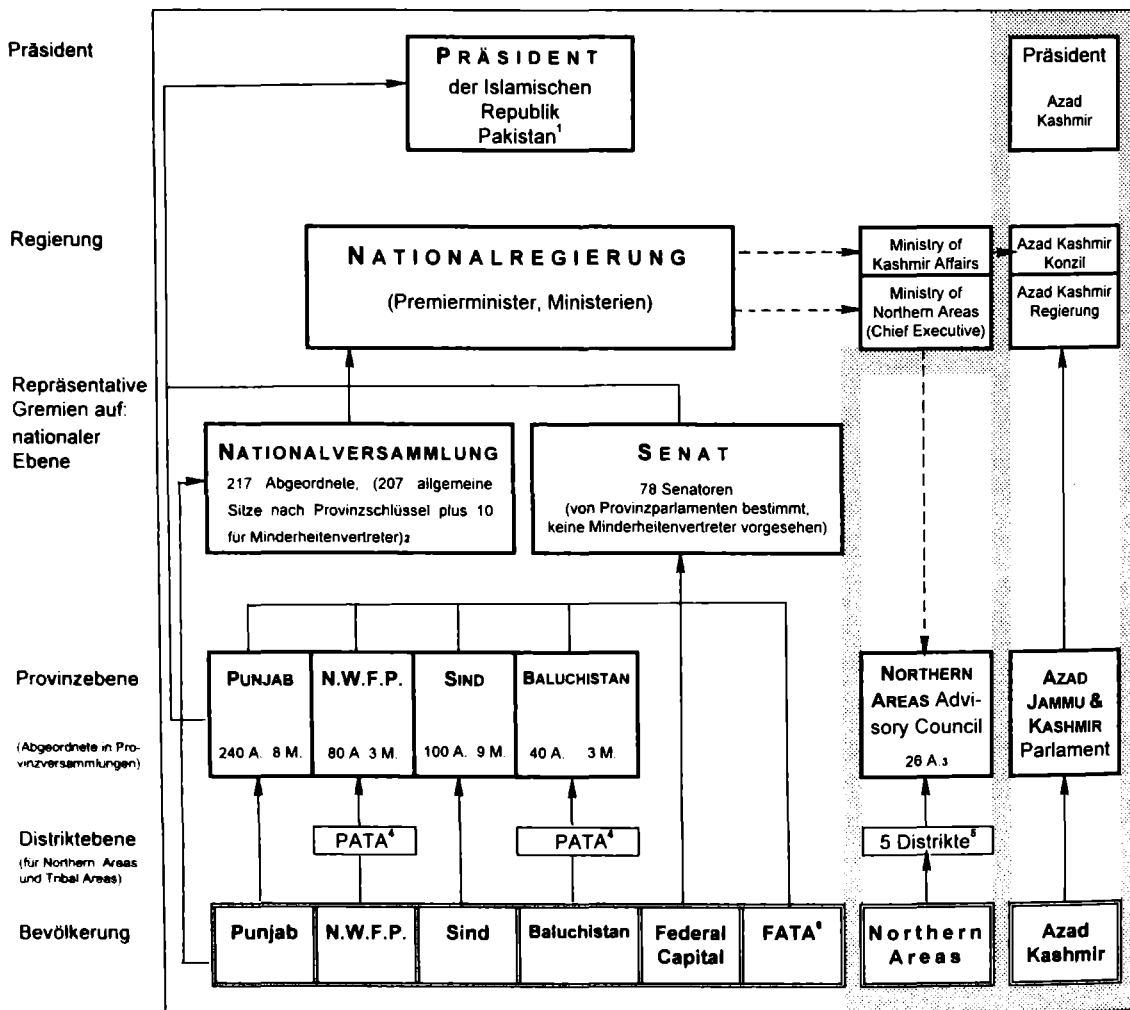 Präsident
PRÄSIDENT
der Islamischen
Republik
Pakistan¹
Präsident
Azad
Kashmir
Regierung
NATIONALREGIERUNG
(Premierminister, Ministerien)
Ministry of
Kashmir Affairs
Ministry of
Northern Areas
(Chief Executive)
Azad Kashmir
Konzil
Azad Kashmir
Regierung
Repräsentative
Gremien auf:
nationaler
Ebene
NATIONALVERSAMMLUNG
217 Abgeordnete, (207 allgemeine
Sitze nach Provinzschlüssel plus 10
für Minderheitenvertreter)2
SENAT
78 Senatoren
(von Provinzparlamenten bestimmt,
keine Minderheitenvertreter vorgesehen)
Provinzebene
(Abgeordnete in Pro-
vinzversammlungen)
PUNJAB
240 A. 8 M.
N.W.F.P.
80 A 3 M.
SIND
100 A. 9 M.
BALUCHISTAN
40 A. 3 M.
NORTHERN
AREAS Advi-
sory Council
26 A.3
AZAD
JAMMU &
KASHMIR
Parlament
Distriktebene
(für Northern Areas
und Tribal Areas)
PATA⁴
PATA⁴
5 Distrikte⁵
Bevölkerung
Punjab
N.W.F.P.
Sind
Baluchistan
Federal
Capital
FATA⁶
Northern
Areas
Azad
Kashmir